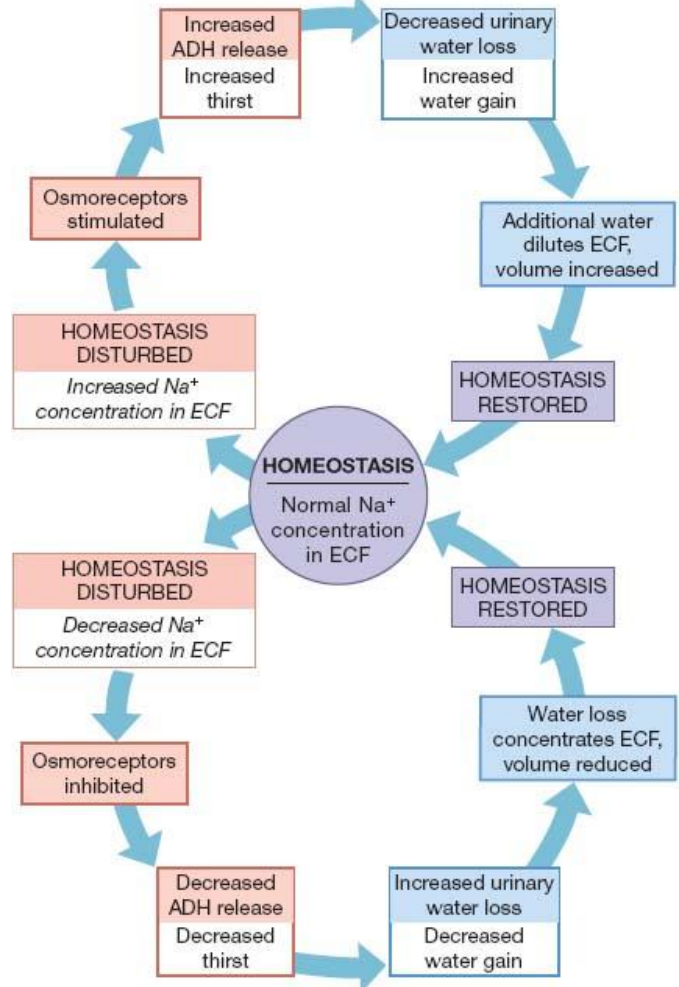 Increased
ADH release
Increased
thirst
Decreased urinary
water loss
Increased
water gain
Osmoreceptors
stimulated
Additional water
dilutes ECF,
volume increased
HOMEOSTASIS
DISTURBED
Increased Na⁺
concentration in ECF
HOMEOSTASIS
RESTORED
HOMEOSTASIS
Normal Na⁺
concentration
in ECF
HOMEOSTASIS
DISTURBED
Decreased Na⁺
concentration in ECF
HOMEOSTASIS
RESTORED
Osmoreceptors
inhibited
Water loss
concentrates ECF,
volume reduced
Decreased
ADH release
Decreased
thirst
Increased urinary
water loss
Decreased
water gain